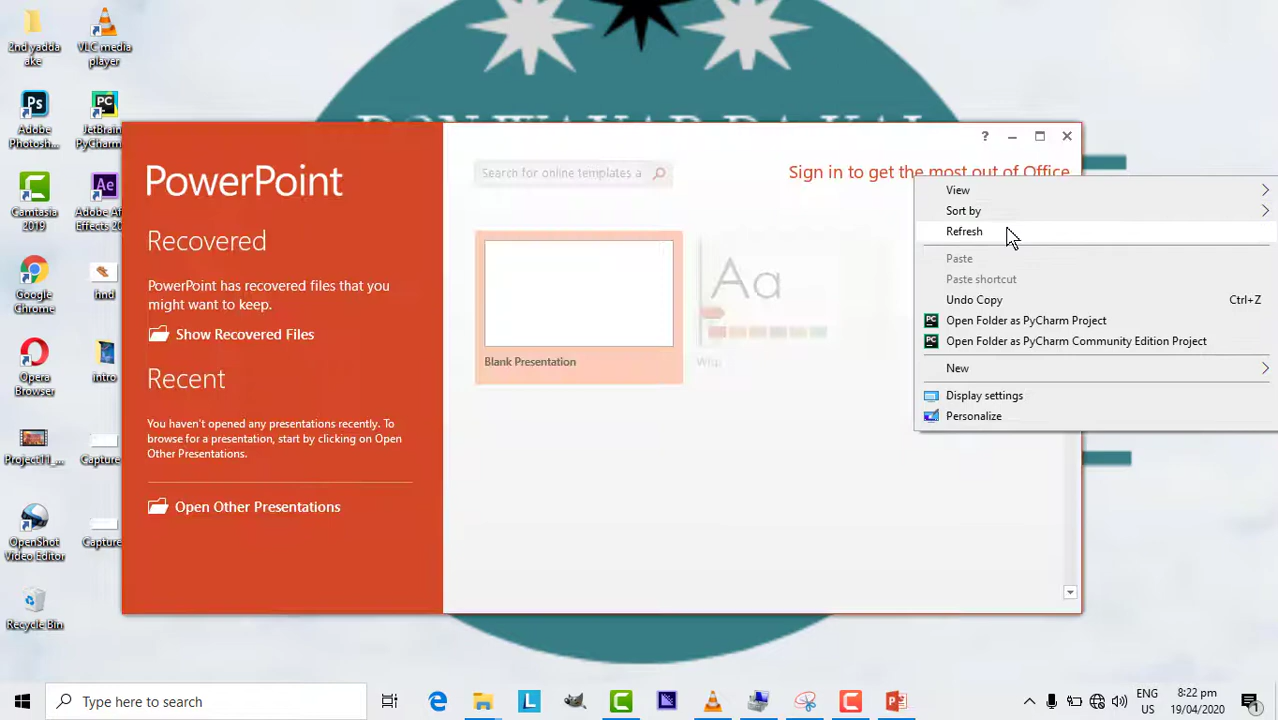 2nd yadda
ake
VLC media
player
Adobe
Photosh...
JetBrain
PyCharm
Camtasia
2019
Adobe Af
Effects 20
Google
Chrome
hnd
Opera
Browser
intro
Project11_...
Capture
OpenShot
Video Editor
Capture
Recycle Bin
PowerPoint
Recovered
PowerPoint has recovered files that you
might want to keep.
Show Recovered Files
Recent
You haven't opened any presentations recently. To
browse for a presentation, start by clicking on Open
Other Presentations.
Open Other Presentations
?
Search for online templates a
Sign in to get the most out of Office
Blank Presentation
Aa
View
Sort by
Refresh
Paste
Paste shortcut
Undo Copy Ctrl+Z
Open Folder as PyCharm Project
Open Folder as PyCharm Community Edition Project
New
Display settings
Personalize
Type here to search
ENG
US
8:22 pm
19/04/2020